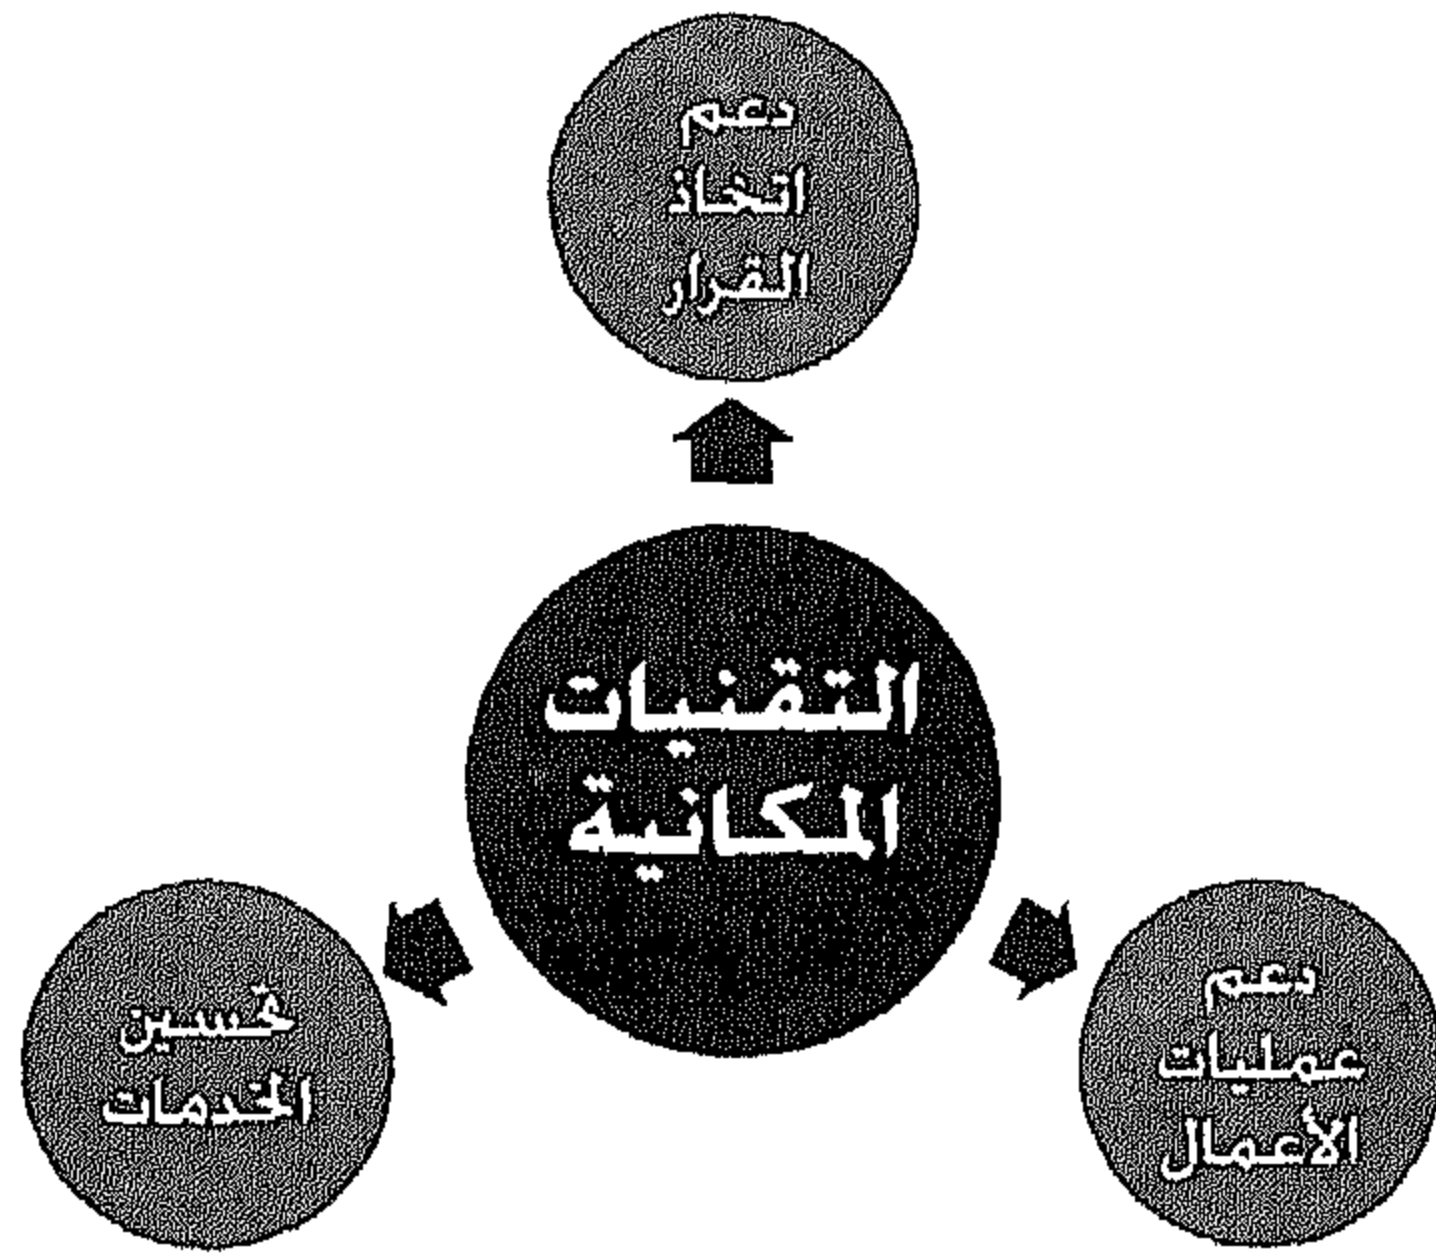 دعم
اتخاذ
القرار
التقنيات
المكانية
دعم
عمليات
الأعمال
تحسين
الخدمات